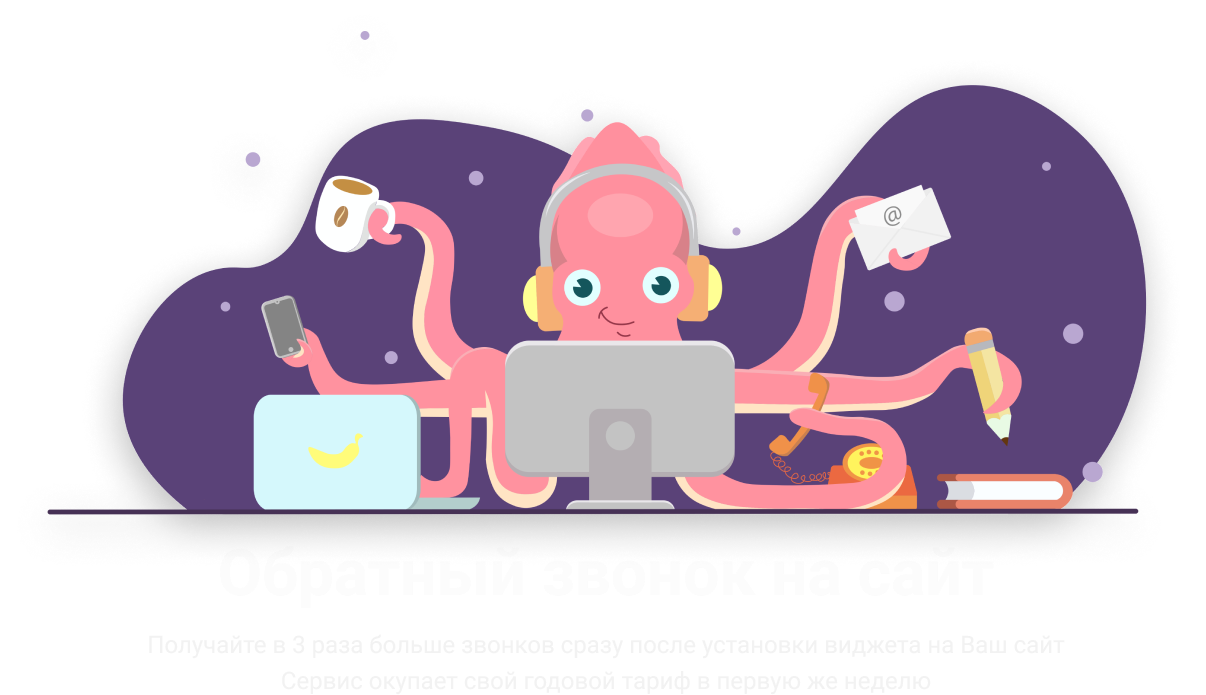 @
Обратный звонок на сайт
Получайте в 3 раза больше звонков сразу после установки виджета на Ваш сайт
Сервис окупает свой годовой тариф в первую же неделю